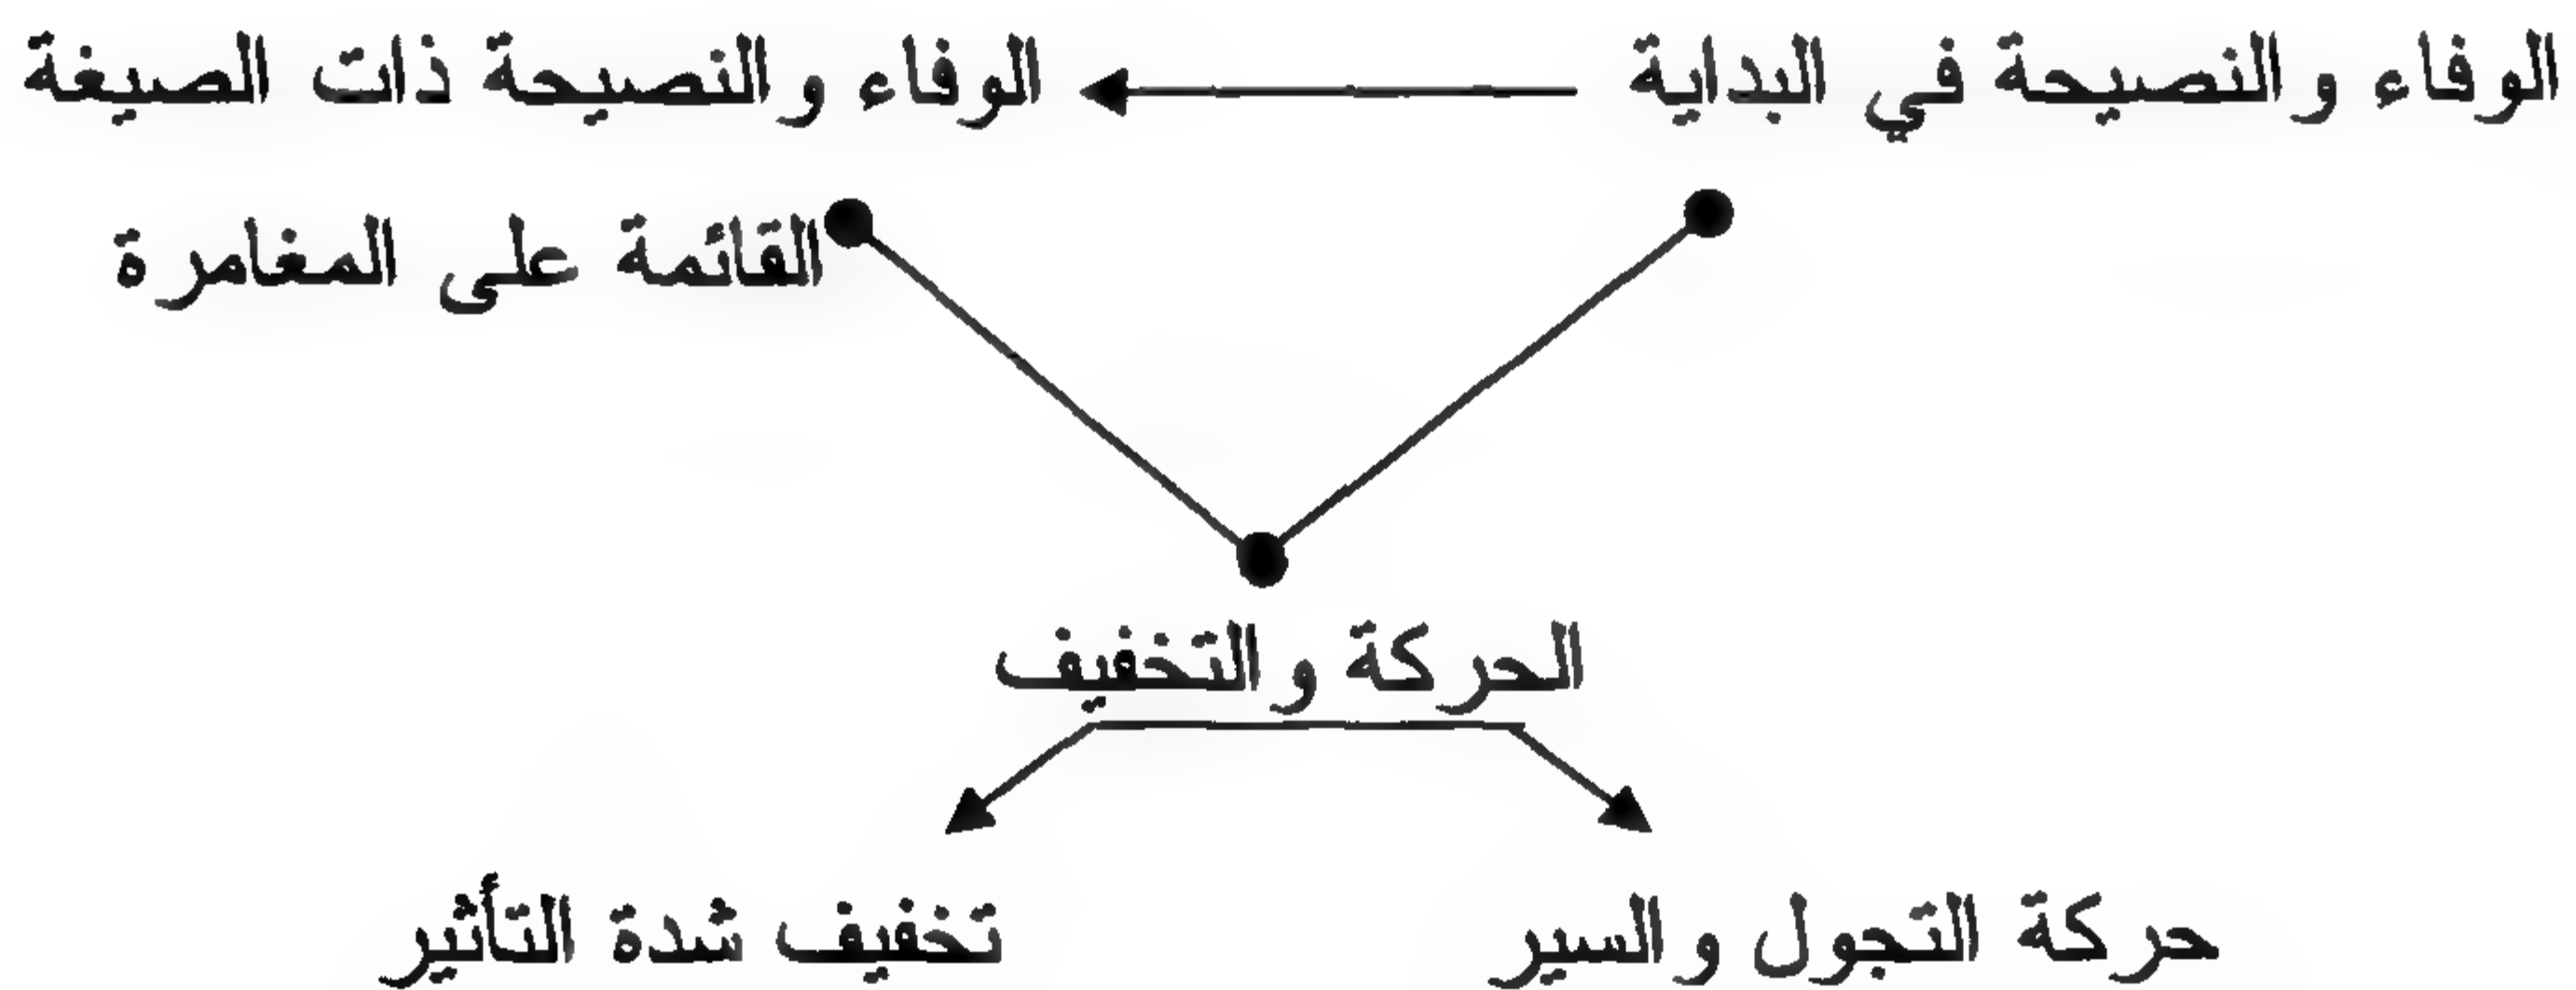 الوفاء والنصيحة في البداية
الوفاء والنصيحة ذات الصيغة
القائمة على المغامرة
الحركة والتخفيف
حركة التجول والسير
تخفيف شدة التأثير